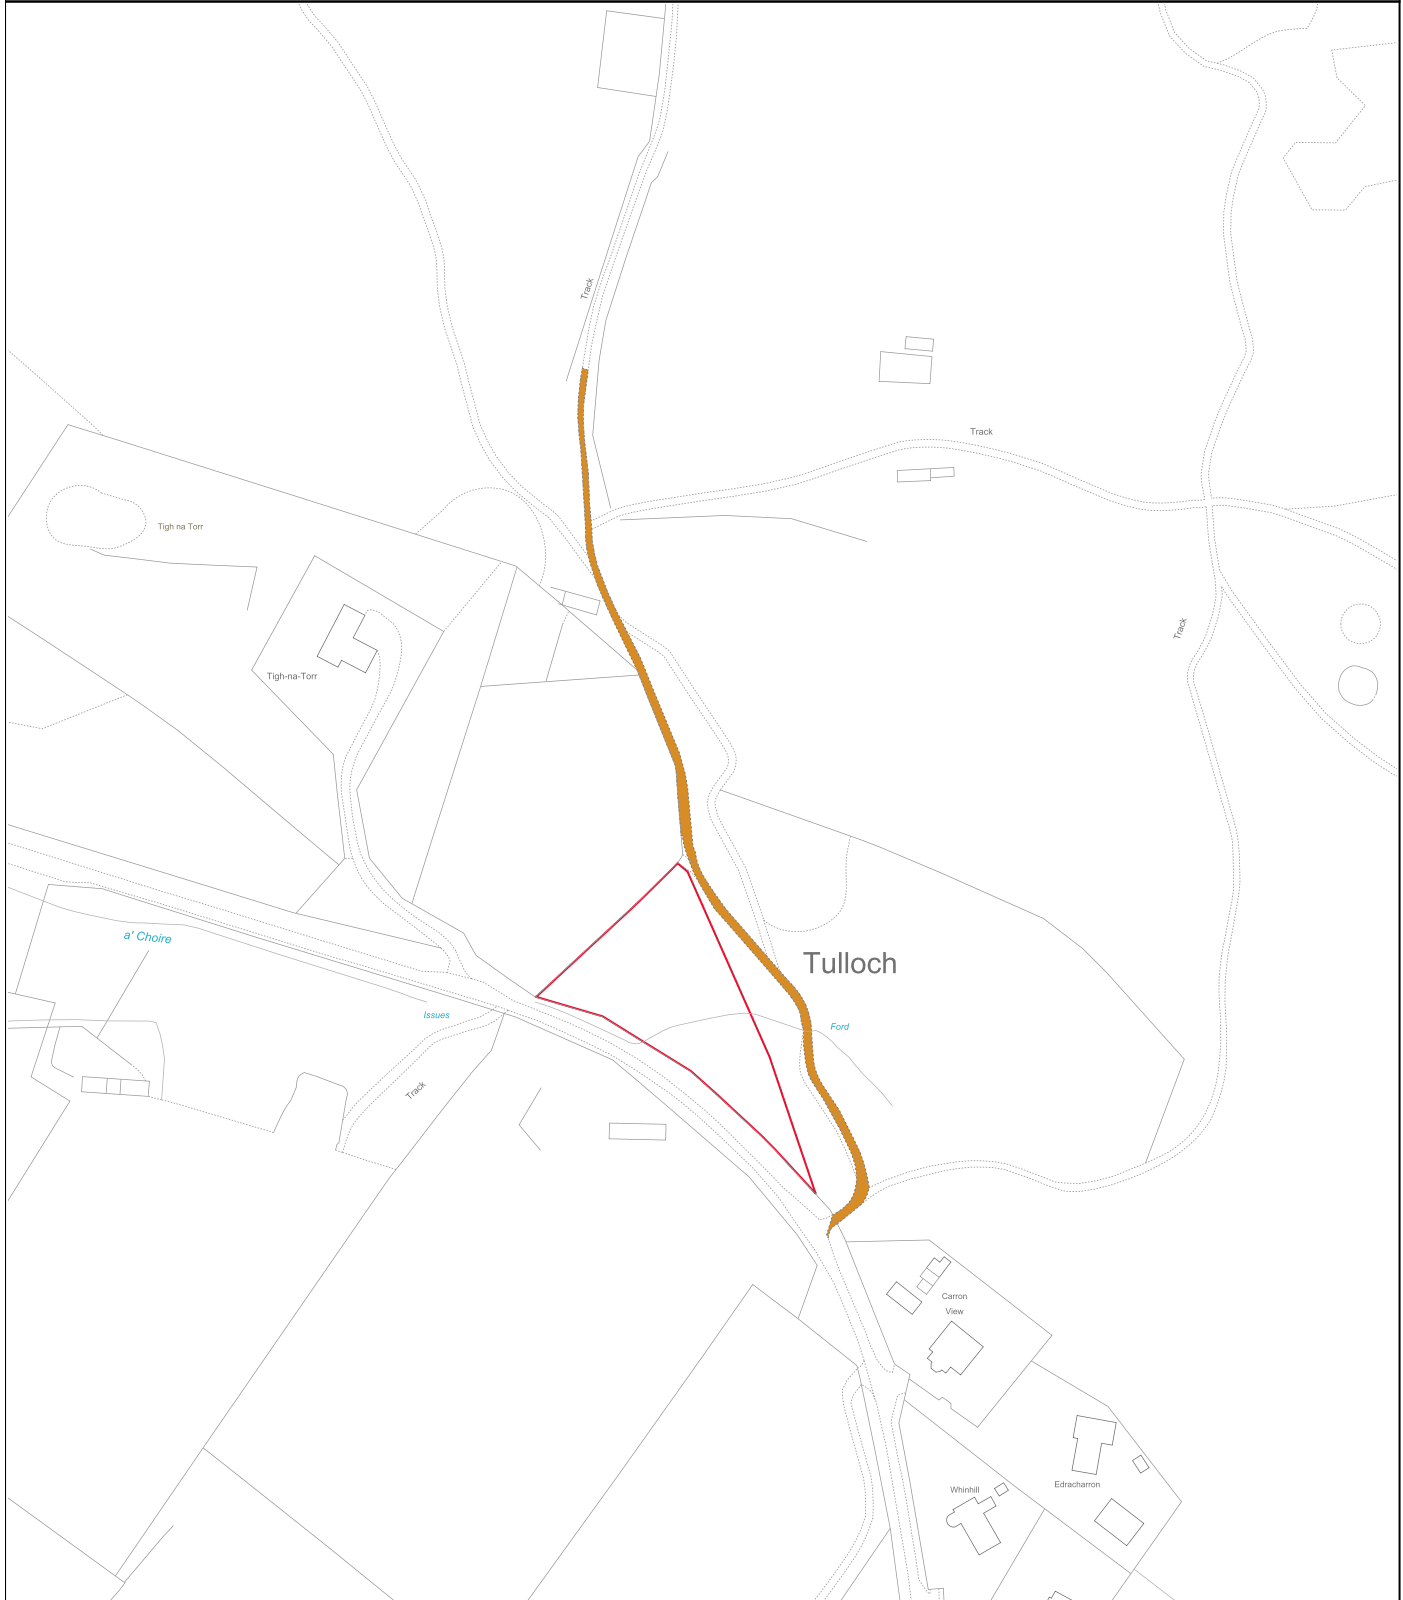 Track
Track
Tigh na Torr
Track
Tigh-na-Torr
a' Choire
Tulloch
Issues
Ford
Track
Carron
View
Edracharron
Whinhill